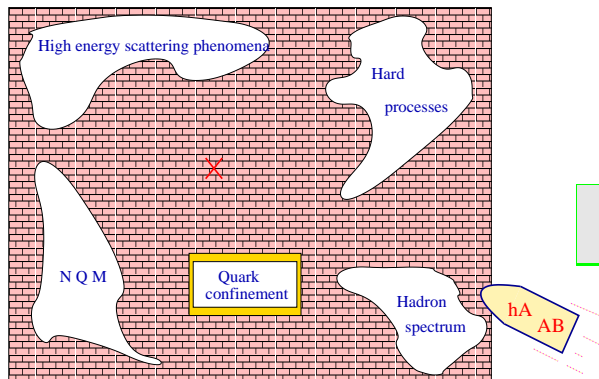 High energy scattering phenomena
Hard
processes
N Q M
Quark
confinement
Hadron
spectrum
hA
AB